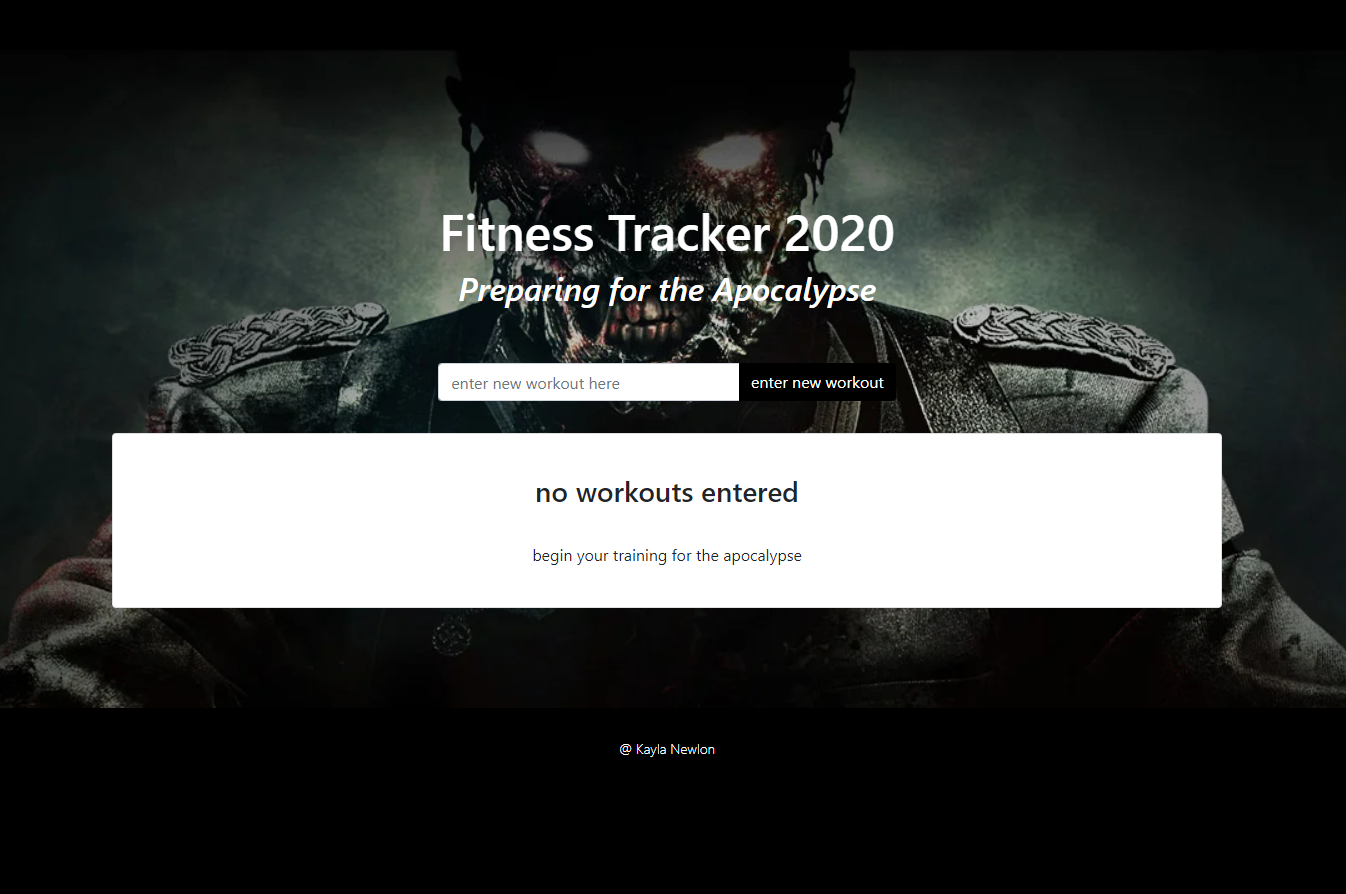 Fitness Tracker 2020
Preparing for the Apocalypse
enter new workout here
enter new workout
no workouts entered
begin your training for the apocalypse
@ Kayla Newlon